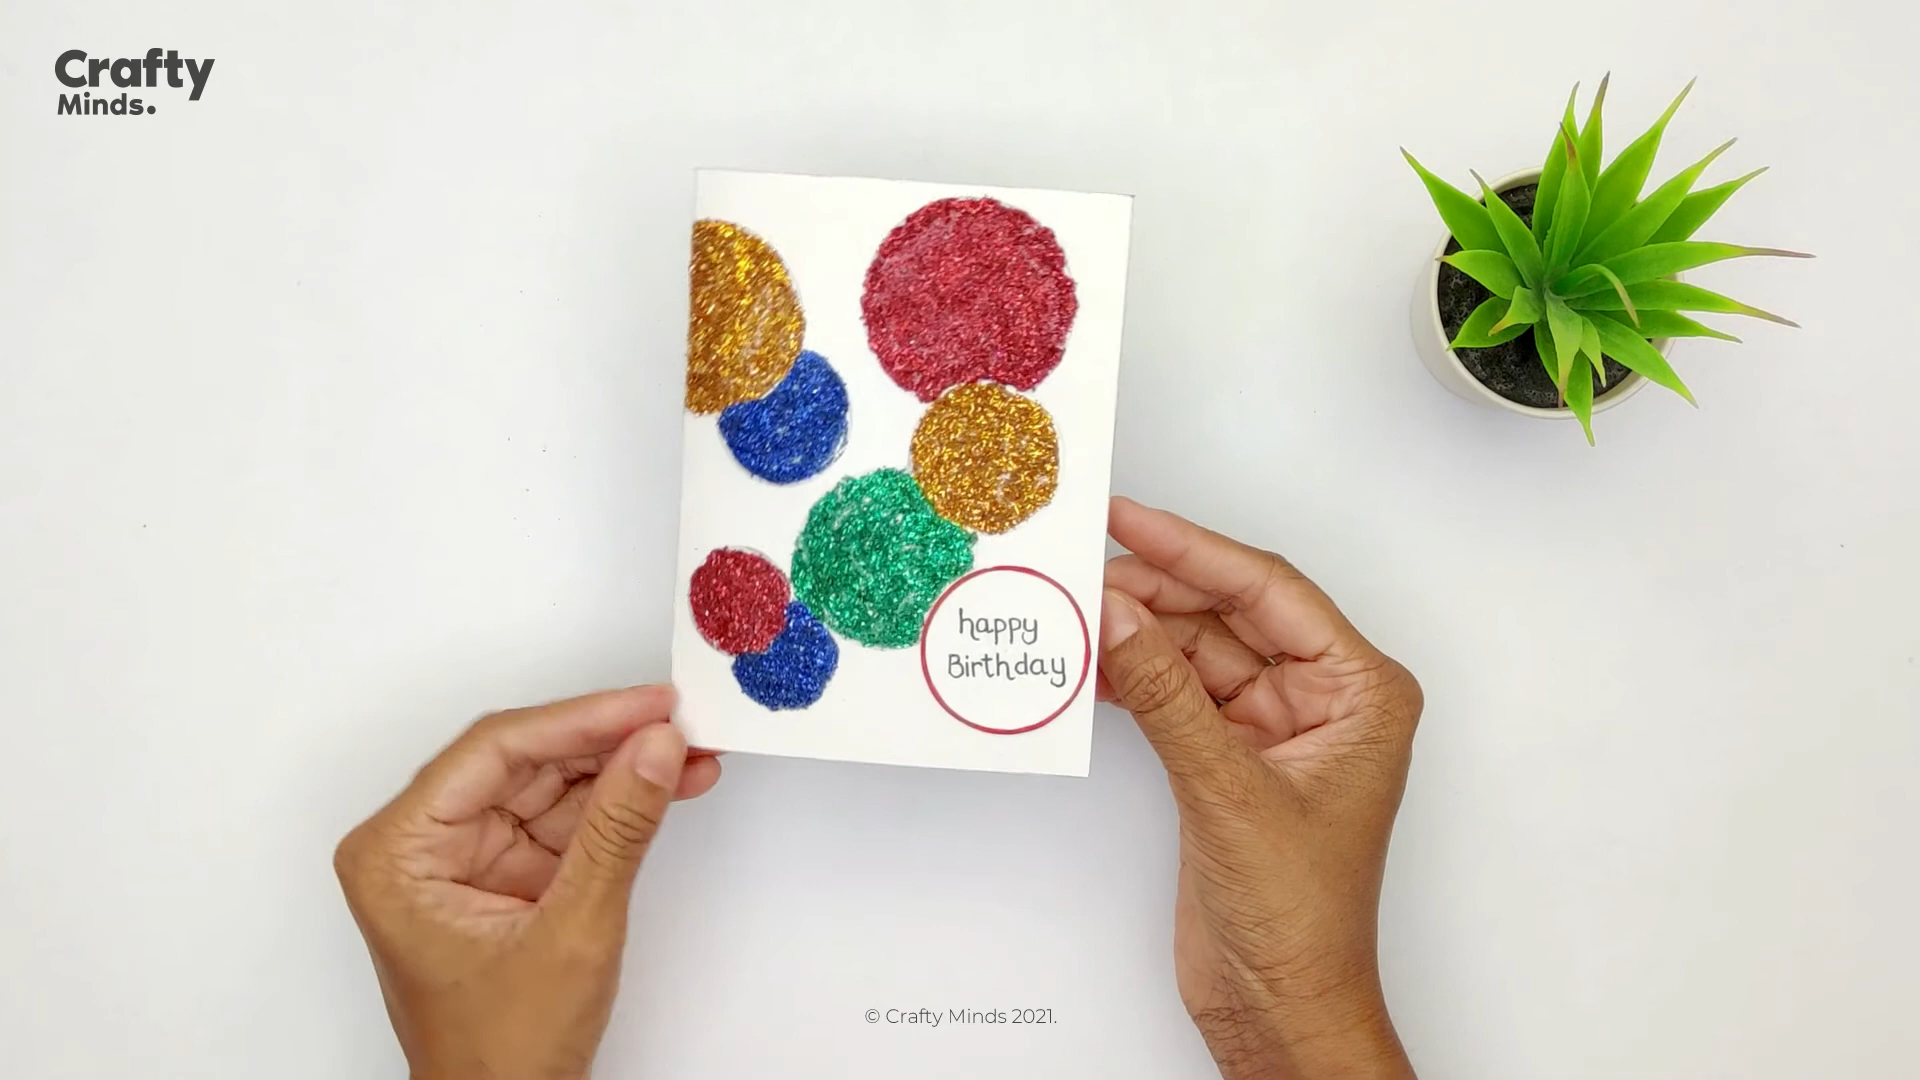 Crafty
Minds.
happy
Birthday
© Crafty Minds 2021.